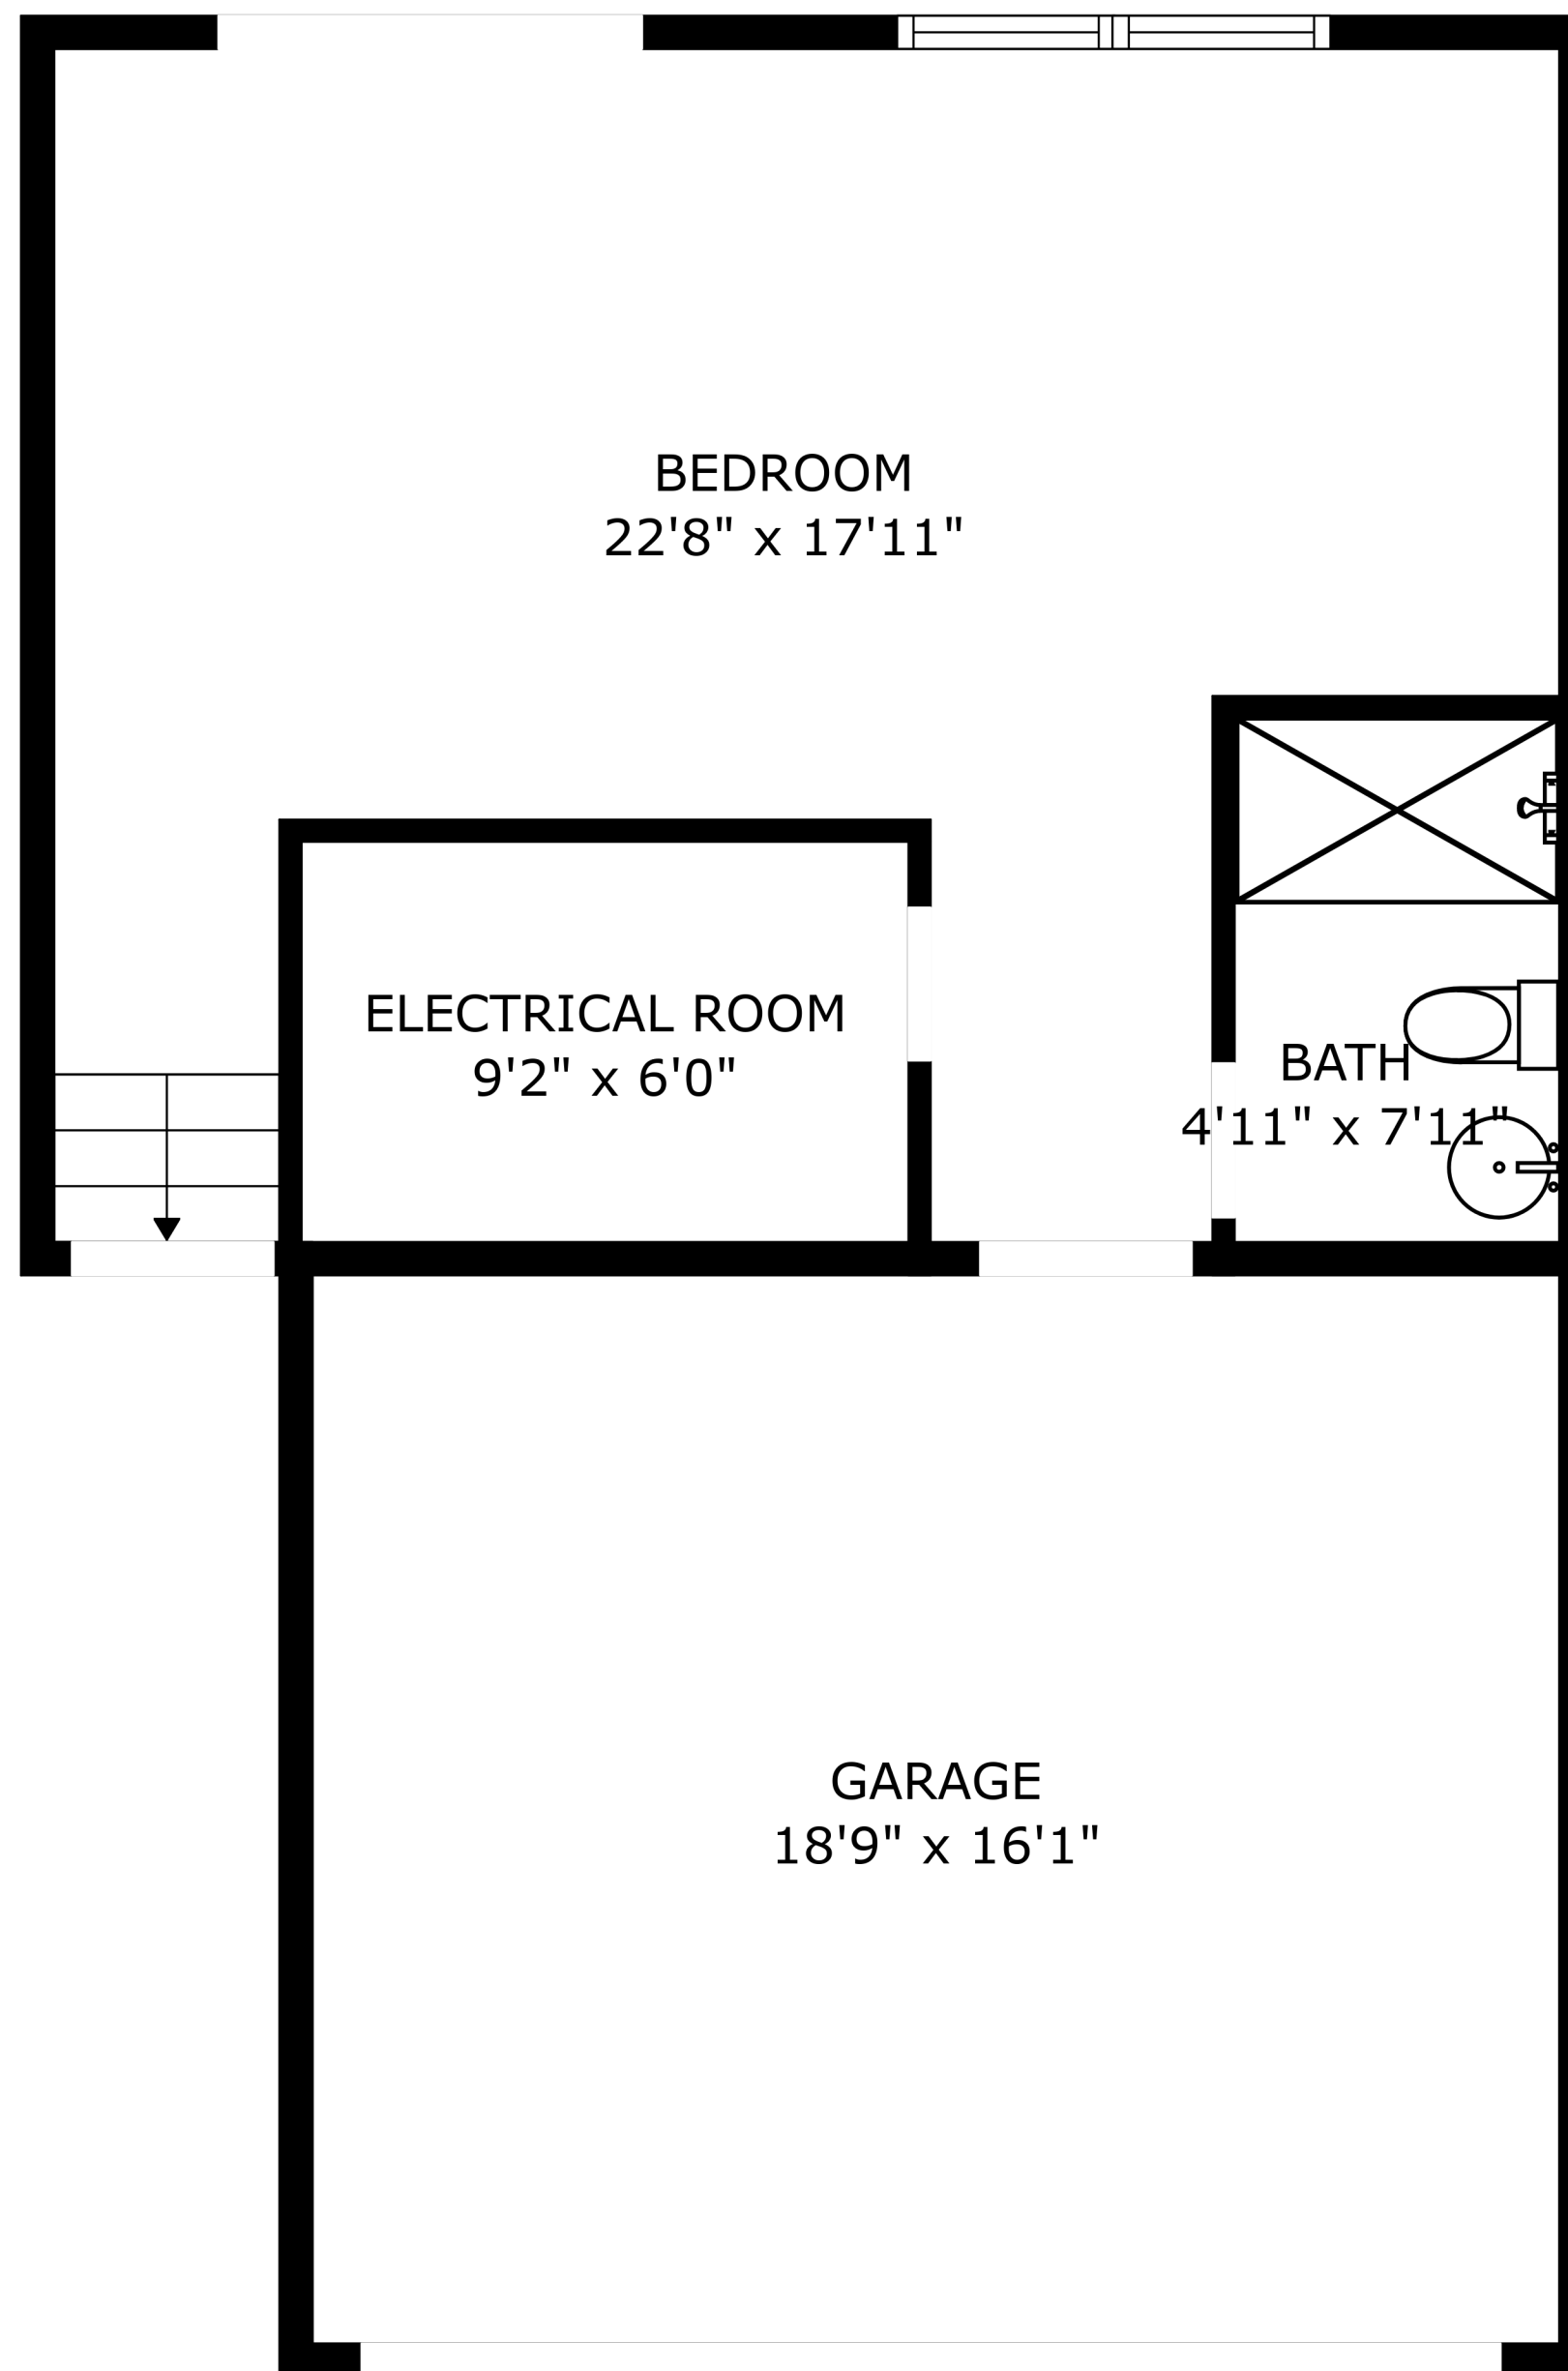 BEDROOM
22'8" x 17'11"
ELECTRICAL ROOM
9'2" x 6'0"
BATH
4'11" x 7'11"
GARAGE
18'9" x 16'1"